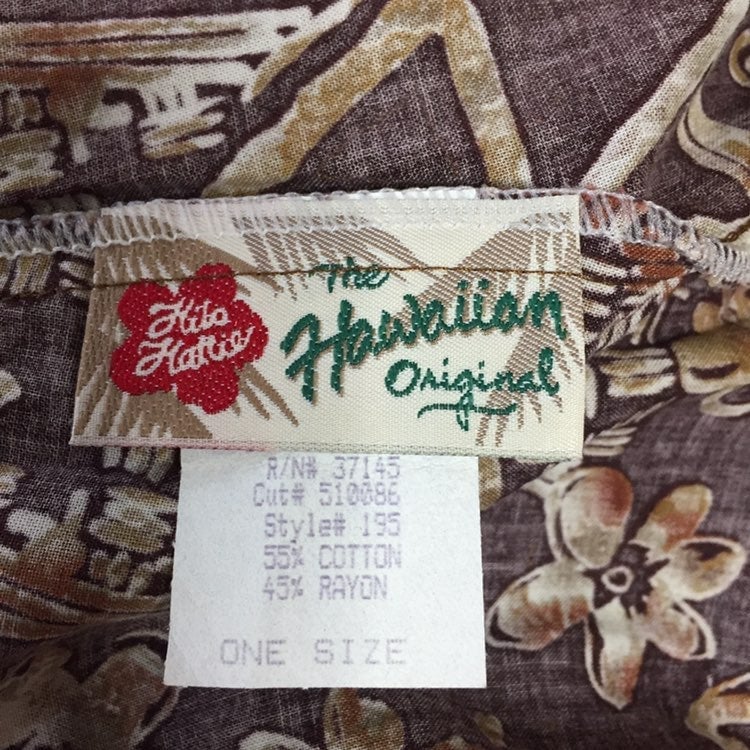 Hilo
Hattie
The
Hawaiian
Original
R/N# 37145
Cut# 510086
Style# 195
55% COTTON
45% RAYON
ONE SIZE